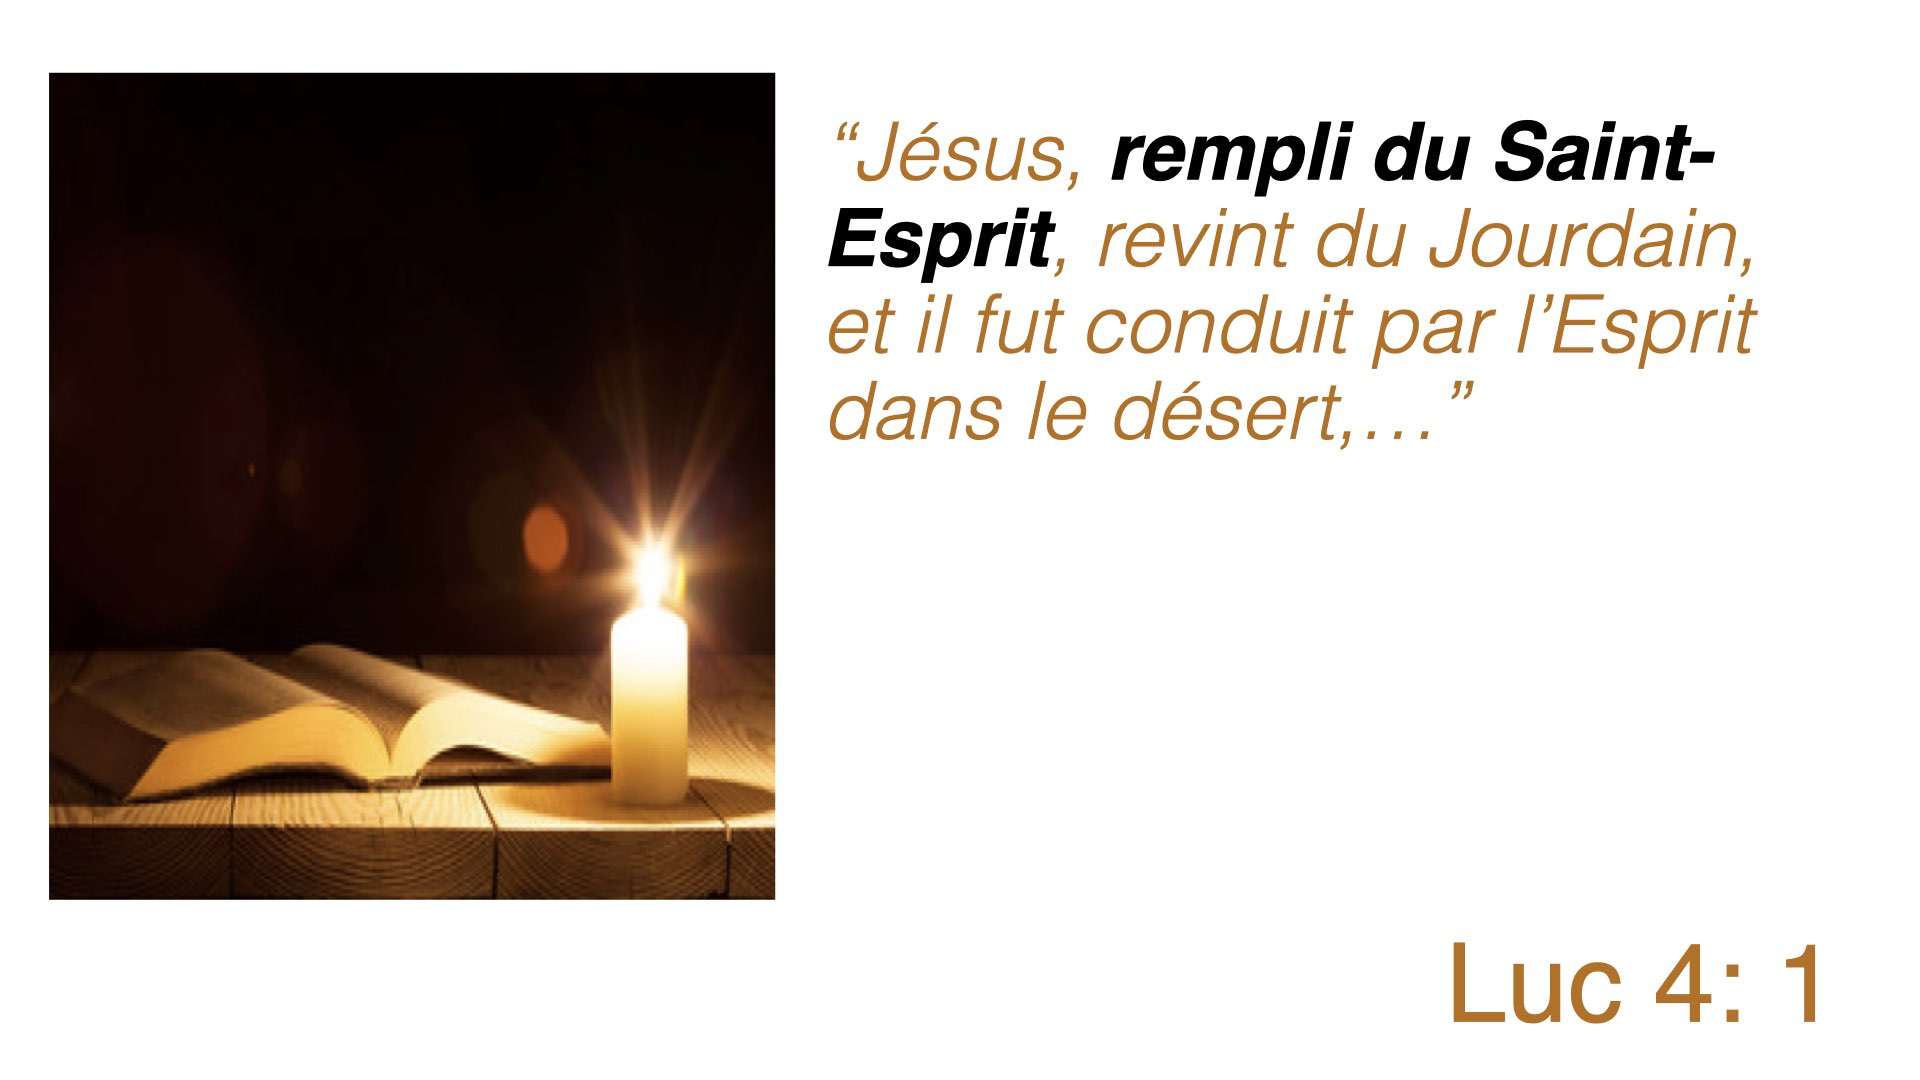 “Jésus, rempli du Saint-
Esprit, revint du Jourdain,
et il fut conduit par l’Esprit
dans le désert,…”
Luc 4: 1